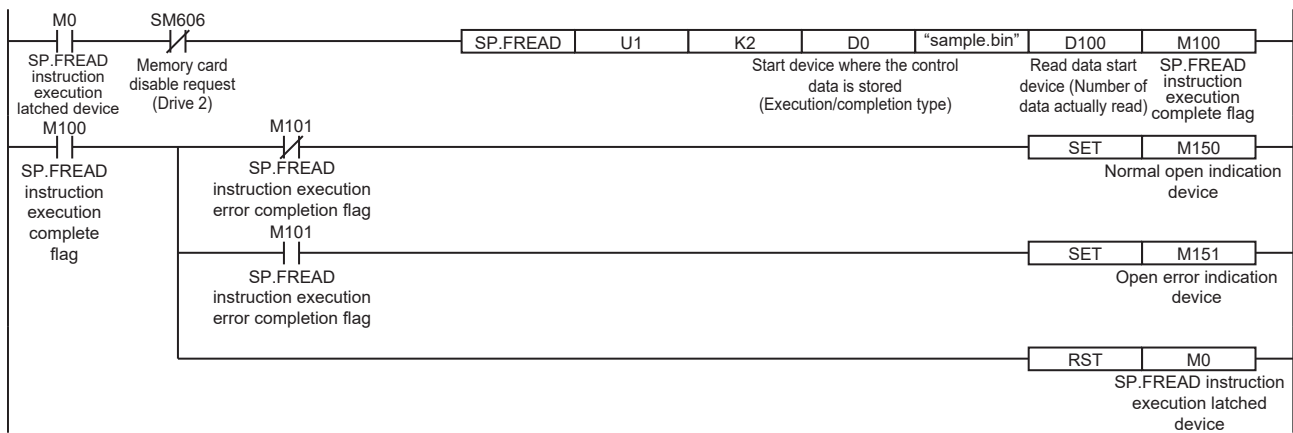 M0 SM606
SP.FREAD U1 K2 D0 “sample.bin” D100 M100
SP.FREAD
instruction
execution
latched device
Memory card
disable request
(Drive 2)
Start device where the control
data is stored
(Execution/completion type)
Read data start
device (Number of
data actually read)
SP.FREAD
instruction
execution
complete flag
M100 M101
SET M150
SP.FREAD
instruction
execution
complete
flag
SP.FREAD
instruction execution
error completion flag
Normal open indication
device
M101
SET M151
SP.FREAD
instruction execution
error completion flag
Open error indication
device
RST M0
SP.FREAD instruction
execution latched
device